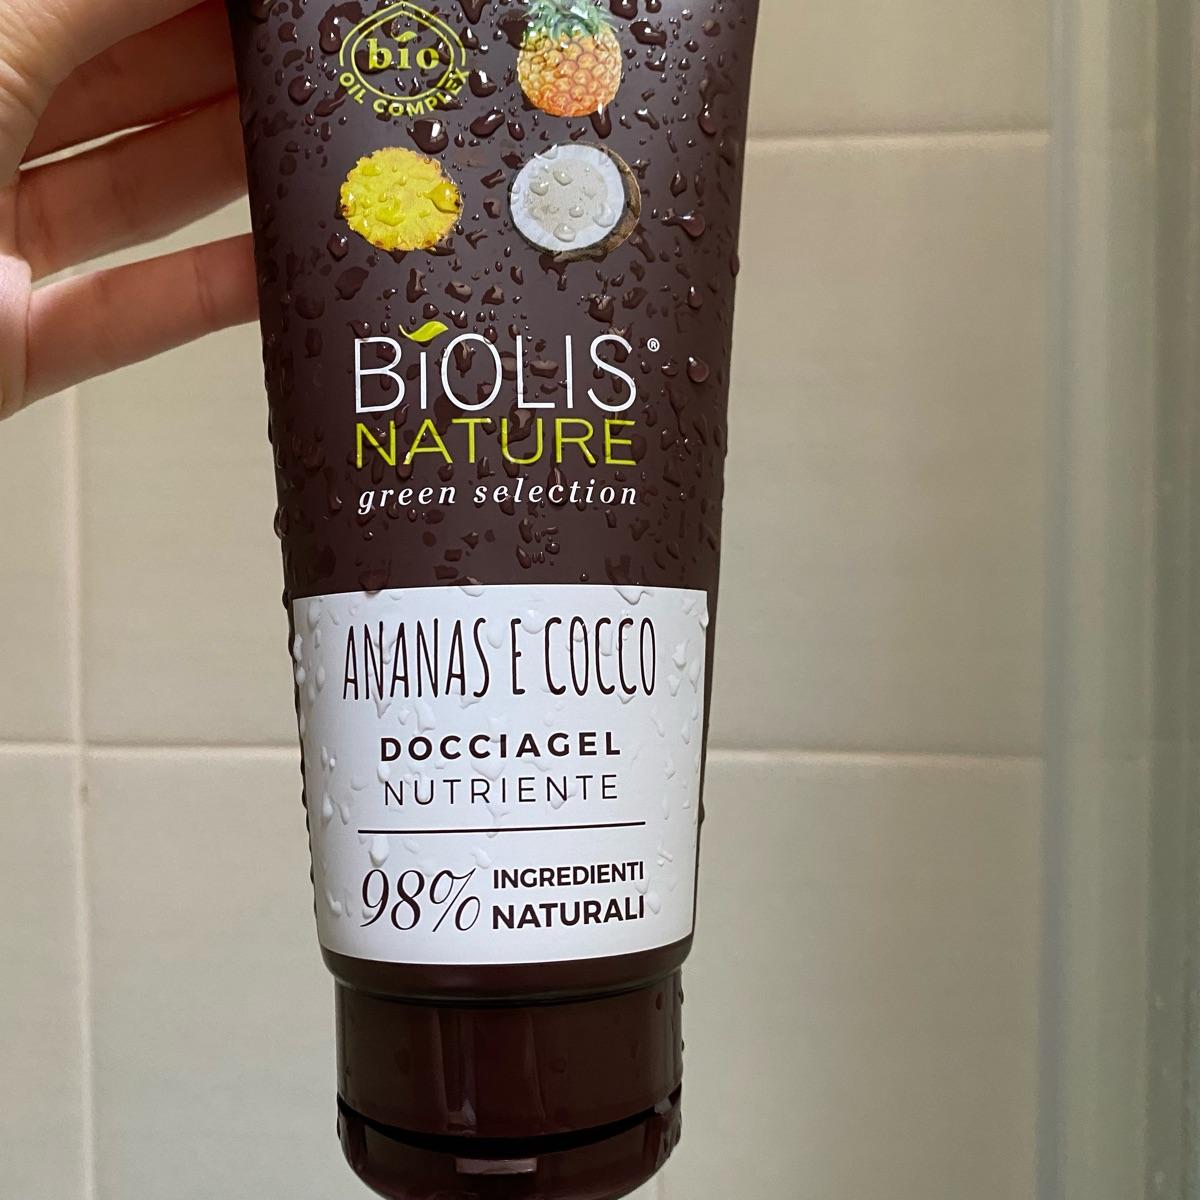 bio
OIL COMPLEX
BiOLIS®
NATURE
green selection
ANANAS E COCCO
DOCCIAGEL
NUTRIENTE
98% INGREDIENTI
NATURALI